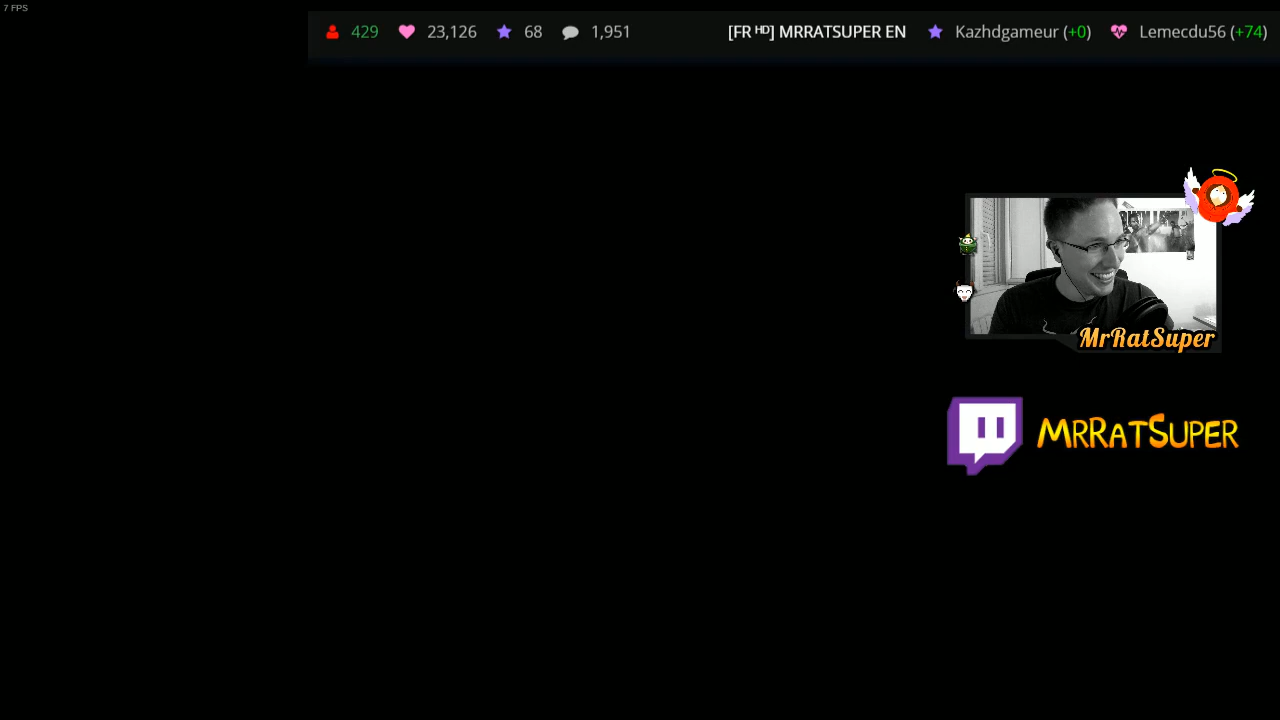 7 FPS
429 23,126 68 1,951 [FR ᴴᴰ] MRRATSUPER EN Kazhdgameur (+0) Lemecdu56 (+74)
MrRatSuper
MRRATSUPER